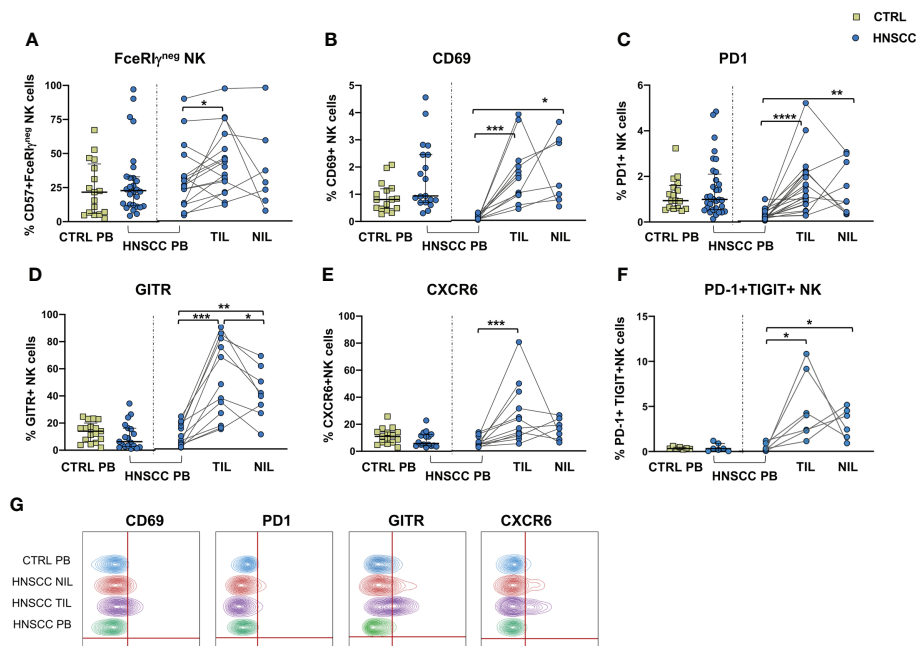 CTRL
HNSCC
A
FceRIγneg NK
% CD57+FceRIγneg NK cells
100
75
50
25
0
*
CTRL PB
HNSCC PB
TIL
NIL
B
CD69
% CD69+ NK cells
5
4
3
2
1
0
***
*
CTRL PB
HNSCC PB
TIL
NIL
C
PD1
% PD1+ NK cells
6
4
2
0
****
**
CTRL PB
HNSCC PB
TIL
NIL
D
GITR
% GITR+ NK cells
100
80
60
40
20
0
**
***
*
CTRL PB
HNSCC PB
TIL
NIL
E
CXCR6
% CXCR6+NK cells
100
80
60
40
20
0
***
CTRL PB
HNSCC PB
TIL
NIL
F
PD-1+TIGIT+ NK
% PD-1+ TIGIT+NK cells
15
10
5
0
*
*
CTRL PB
HNSCC PB
TIL
NIL
G
CD69 PD1 GITR CXCR6
CTRL PB
HNSCC NIL
HNSCC TIL
HNSCC PB